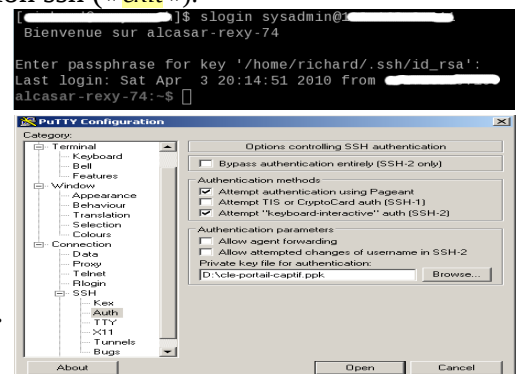 ssh (« exit »).
]$ slogin sysadmin@1
Bienvenue sur alcasar-rexy-74
Enter passphrase for key '/home/richard/.ssh/id_rsa':
Last login: Sat Apr  3 20:14:51 2010 from
alcasar-rexy-74:~$
PuTTY Configuration
Category:
Terminal
Keyboard
Bell
Features
Window
Appearance
Behaviour
Translation
Selection
Colours
Connection
Data
Proxy
Telnet
Rlogin
SSH
Kex
Auth
TTY
X11
Tunnels
Bugs
Options controlling SSH authentication
Bypass authentication entirely (SSH-2 only)
Authentication methods
Attempt authentication using Pageant
Attempt TIS or CryptoCard auth (SSH-1)
Attempt "keyboard-interactive" auth (SSH-2)
Authentication parameters
Allow agent forwarding
Allow attempted changes of username in SSH-2
Private key file for authentication:
D:\cle-portail-captif.ppk
Browse...
About
Open
Cancel